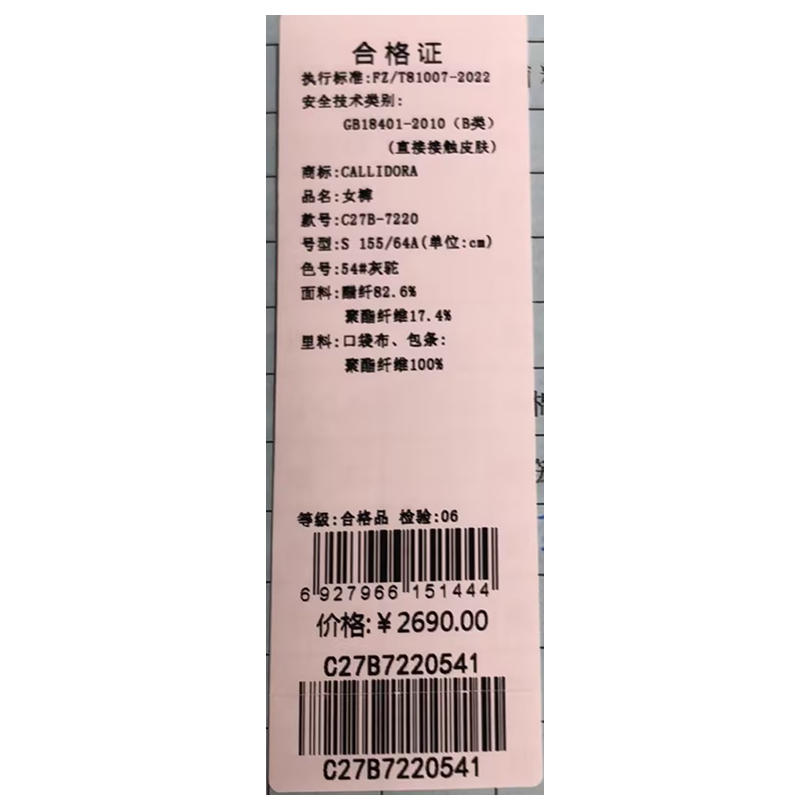 合格证
执行标准:FZ/T81007-2022
安全技术类别:
GB18401-2010（B类）
（直接接触皮肤）
商标:CALLIDORA
品名:女裤
款号:C27B-7220
号型:S 155/64A(单位:cm)
色号:54#灰驼
面料:醋纤82.6%
聚酯纤维17.4%
里料:口袋布、包条:
聚酯纤维100%
等级:合格品 检验:06
6 927966 151444
价格:￥2690.00
C27B7220541
C27B7220541